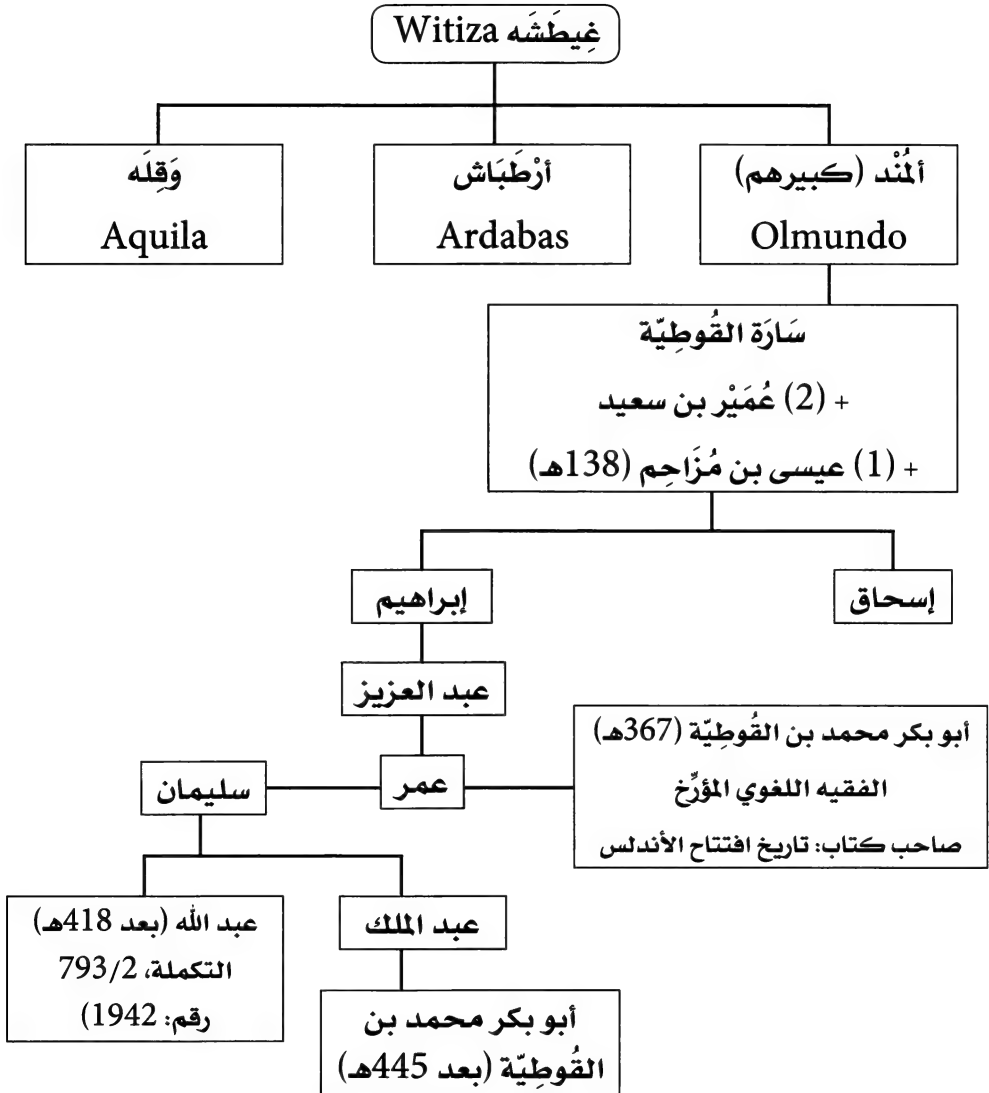 غِيطَشَه Witiza
ألمُنْد (كبيرهم)
Olmundo
أرْطَبَاش
Ardabas
وَقِلَه
Aquila
سَارَة القُوطِيّة
+ (2) عُمَيْر بن سعيد
+ (1) عيسى بن مُزَاحِم (138هـ)
إسحاق
إبراهيم
عبد العزيز
أبو بكر محمد بن القُوطِيّة (367هـ)
الفقيه اللغوي المؤرِّخ
صاحب كتاب: تاريخ افتتاح الأندلس
عمر
سليمان
عبد الملك
عبد الله (بعد 418هـ)
التكملة، 793/2
رقم: 1942)
أبو بكر محمد بن
القُوطِيّة (بعد 445هـ)